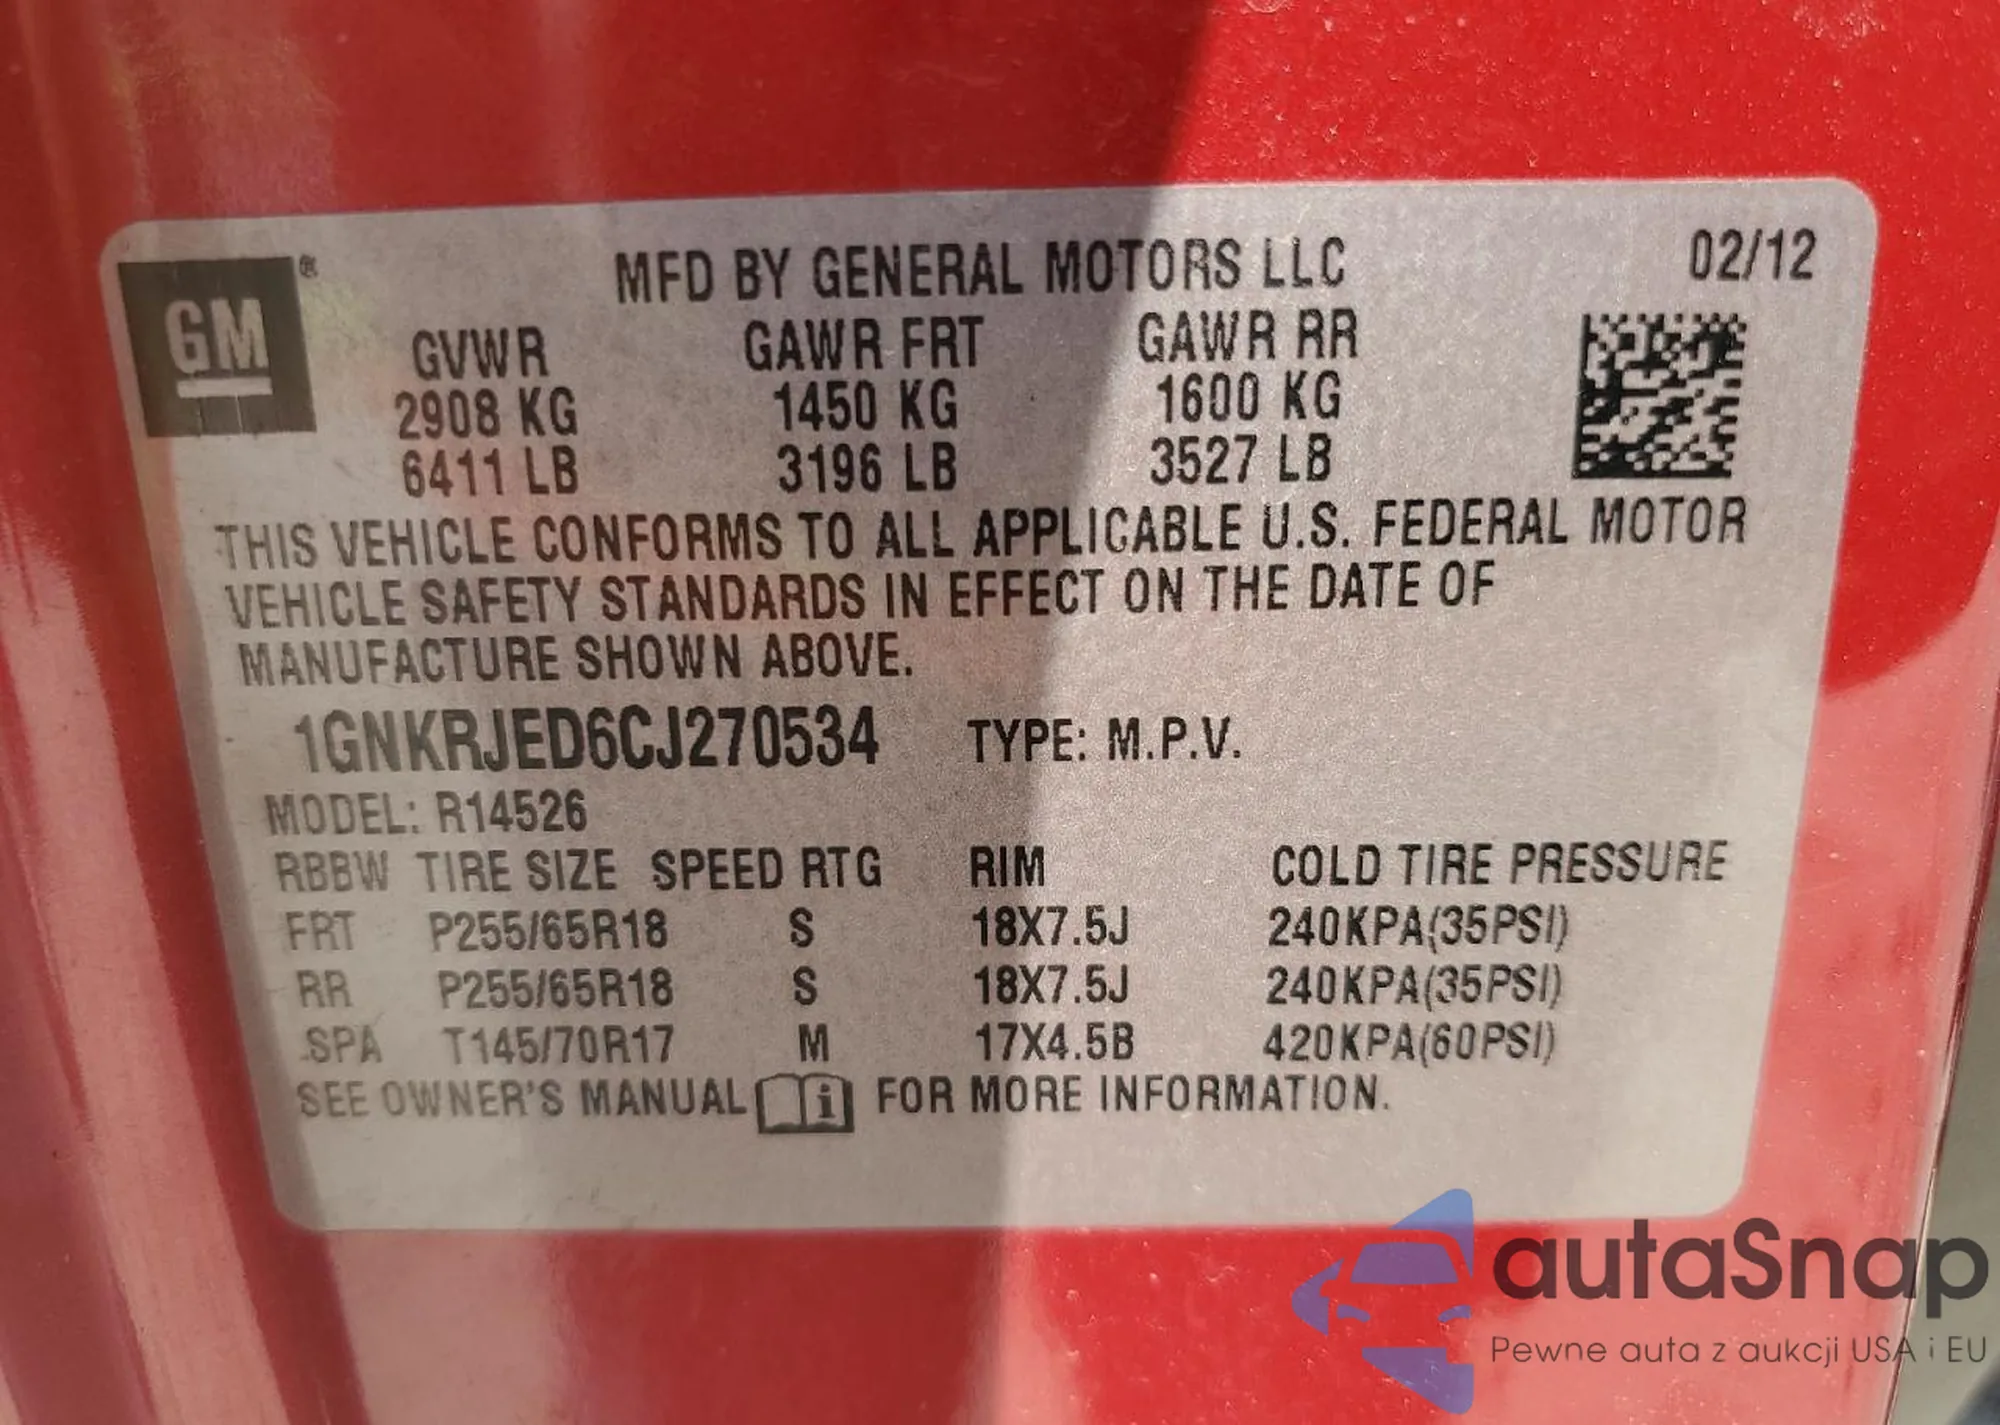 GM®
MFD BY GENERAL MOTORS LLC 02/12
GVWR GAWR FRT GAWR RR
2908 KG 1450 KG 1600 KG
6411 LB 3196 LB 3527 LB
THIS VEHICLE CONFORMS TO ALL APPLICABLE U.S. FEDERAL MOTOR
VEHICLE SAFETY STANDARDS IN EFFECT ON THE DATE OF
MANUFACTURE SHOWN ABOVE.
1GNKRJED6CJ270534 TYPE: M.P.V.
MODEL: R14526
RBBW TIRE SIZE SPEED RTG RIM COLD TIRE PRESSURE
FRT P255/65R18 S 18X7.5J 240KPA(35PSI)
RR P255/65R18 S 18X7.5J 240KPA(35PSI)
SPA T145/70R17 M 17X4.5B 420KPA(60PSI)
SEE OWNER'S MANUAL i FOR MORE INFORMATION.
autaSnap
Pewne auta z aukcji USA i EU